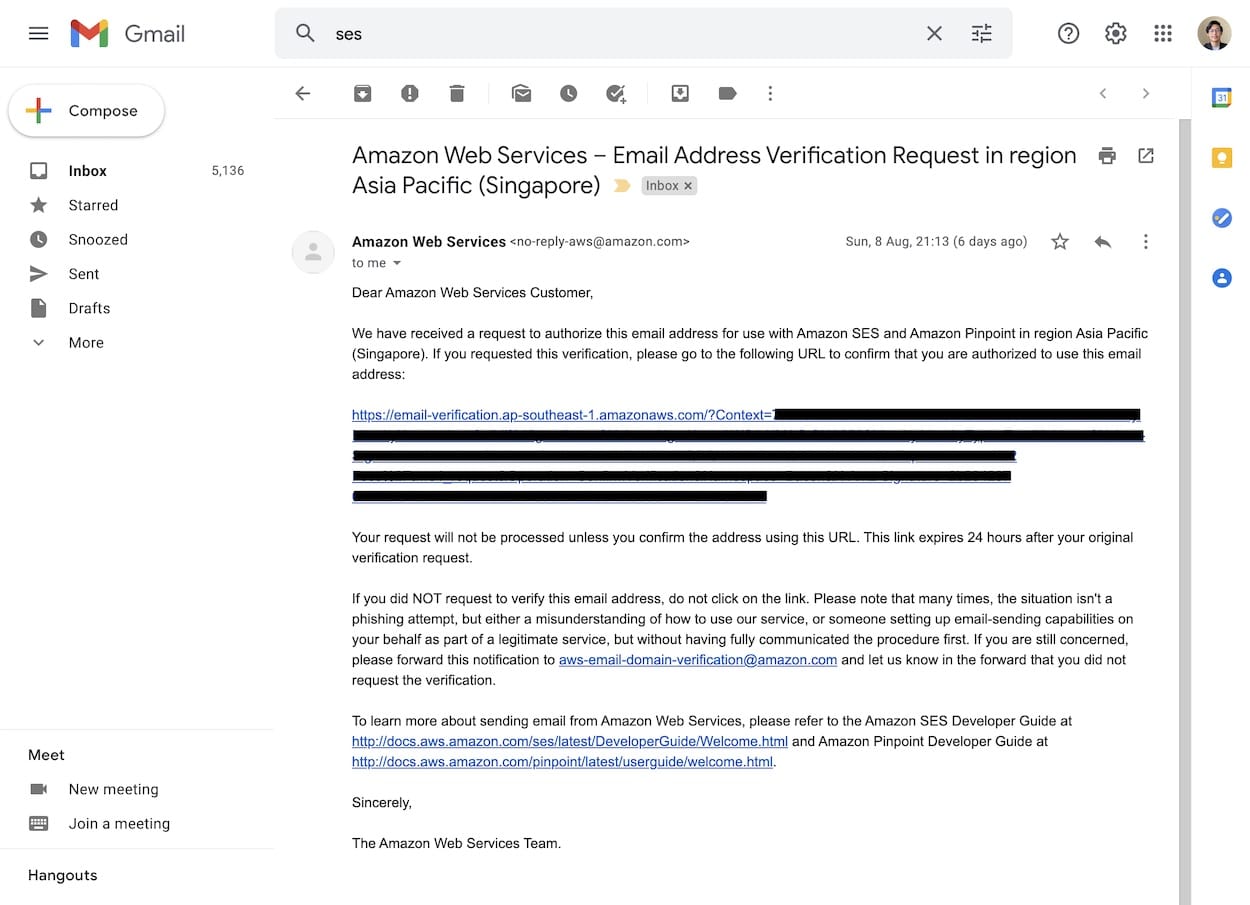 Gmail
ses
31
Compose
Inbox 5,136
Starred
Snoozed
Sent
Drafts
More
Meet
New meeting
Join a meeting
Hangouts
Amazon Web Services – Email Address Verification Request in region
Asia Pacific (Singapore) Inbox ×
Amazon Web Services <no-reply-aws@amazon.com> Sun, 8 Aug, 21:13 (6 days ago)
to me
Dear Amazon Web Services Customer,
We have received a request to authorize this email address for use with Amazon SES and Amazon Pinpoint in region Asia Pacific
(Singapore). If you requested this verification, please go to the following URL to confirm that you are authorized to use this email
address:
https://email-verification.ap-southeast-1.amazonaws.com/?Context=
Your request will not be processed unless you confirm the address using this URL. This link expires 24 hours after your original
verification request.
If you did NOT request to verify this email address, do not click on the link. Please note that many times, the situation isn't a
phishing attempt, but either a misunderstanding of how to use our service, or someone setting up email-sending capabilities on
your behalf as part of a legitimate service, but without having fully communicated the procedure first. If you are still concerned,
please forward this notification to aws-email-domain-verification@amazon.com and let us know in the forward that you did not
request the verification.
To learn more about sending email from Amazon Web Services, please refer to the Amazon SES Developer Guide at
http://docs.aws.amazon.com/ses/latest/DeveloperGuide/Welcome.html and Amazon Pinpoint Developer Guide at
http://docs.aws.amazon.com/pinpoint/latest/userguide/welcome.html.
Sincerely,
The Amazon Web Services Team.